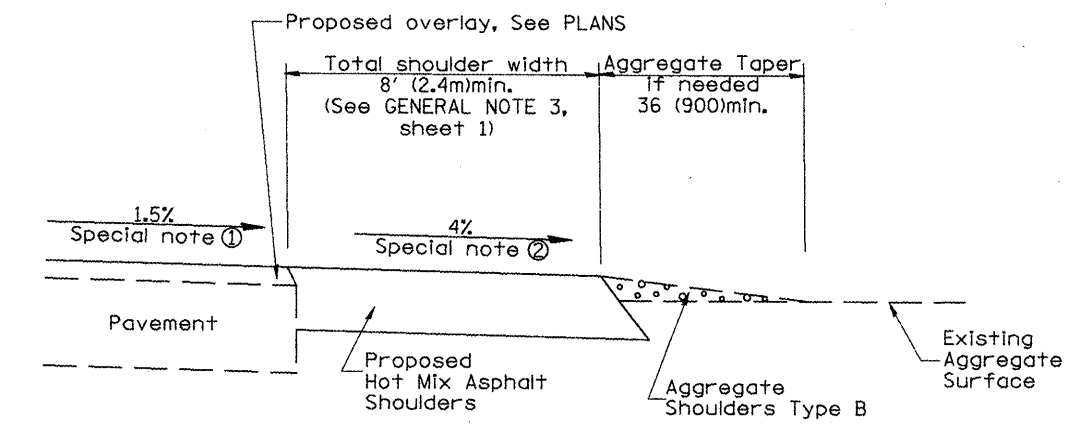 Proposed overlay, See PLANS
Total shoulder width
8' (2.4m)min.
(See GENERAL NOTE 3,
sheet 1)
Aggregate Taper
if needed
36 (900)min.
1.5%
Special note ①
4%
Special note ②
Pavement
Proposed
Hot Mix Asphalt
Shoulders
Aggregate
Shoulders Type B
Existing
Aggregate
Surface